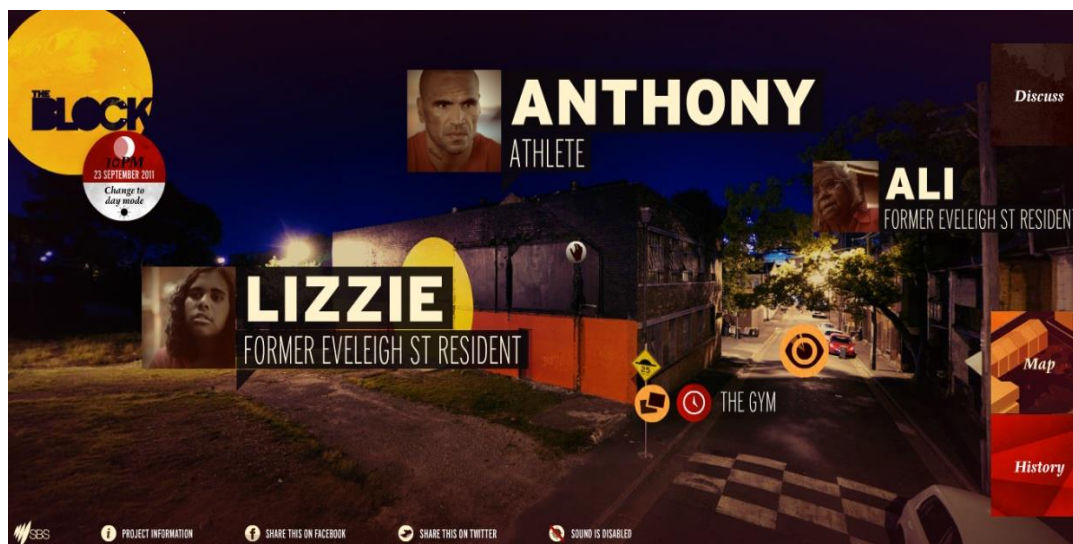 THE
BLOCK
10PM
23 SEPTEMBER 2011
Change to
day mode
ANTHONY
ATHLETE
Discuss
ALI
FORMER EVELEIGH ST RESIDENT
LIZZIE
FORMER EVELEIGH ST RESIDENT
25
THE GYM
Map
History
SBS
i PROJECT INFORMATION
f SHARE THIS ON FACEBOOK
SHARE THIS ON TWITTER
SOUND IS DISABLED